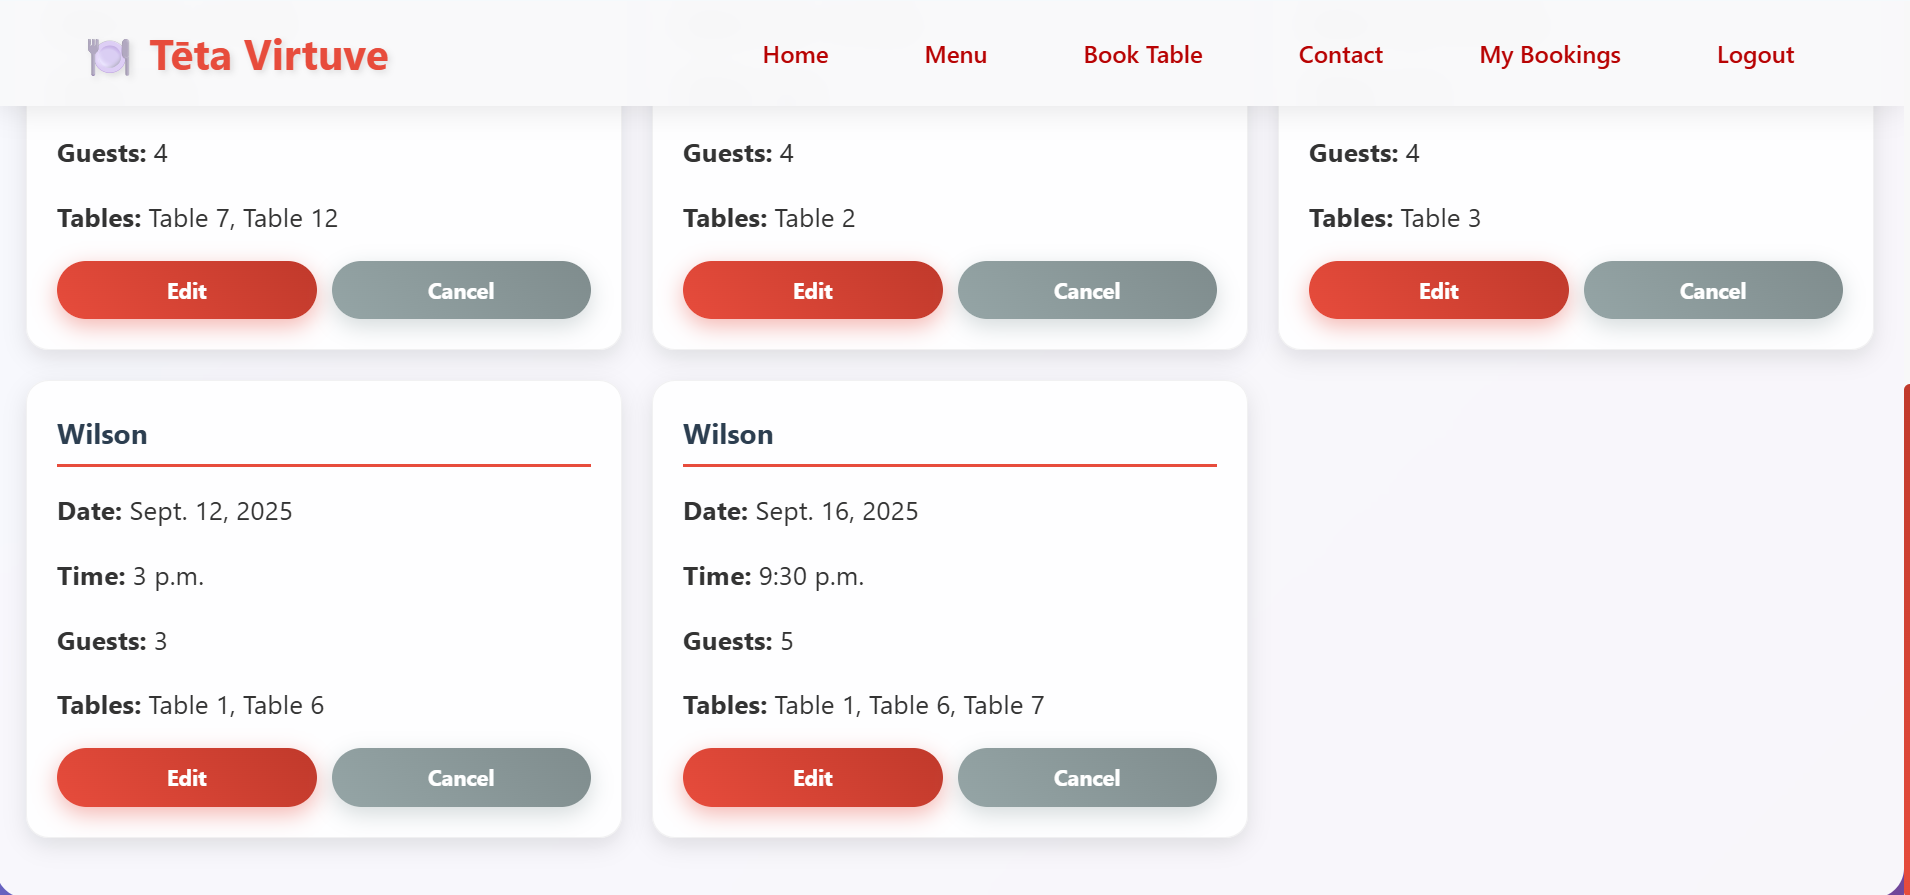 Tēta Virtuve
Home Menu Book Table Contact My Bookings Logout
Guests: 4
Tables: Table 7, Table 12
Edit Cancel
Guests: 4
Tables: Table 2
Edit Cancel
Guests: 4
Tables: Table 3
Edit Cancel
Wilson
Date: Sept. 12, 2025
Time: 3 p.m.
Guests: 3
Tables: Table 1, Table 6
Edit Cancel
Wilson
Date: Sept. 16, 2025
Time: 9:30 p.m.
Guests: 5
Tables: Table 1, Table 6, Table 7
Edit Cancel